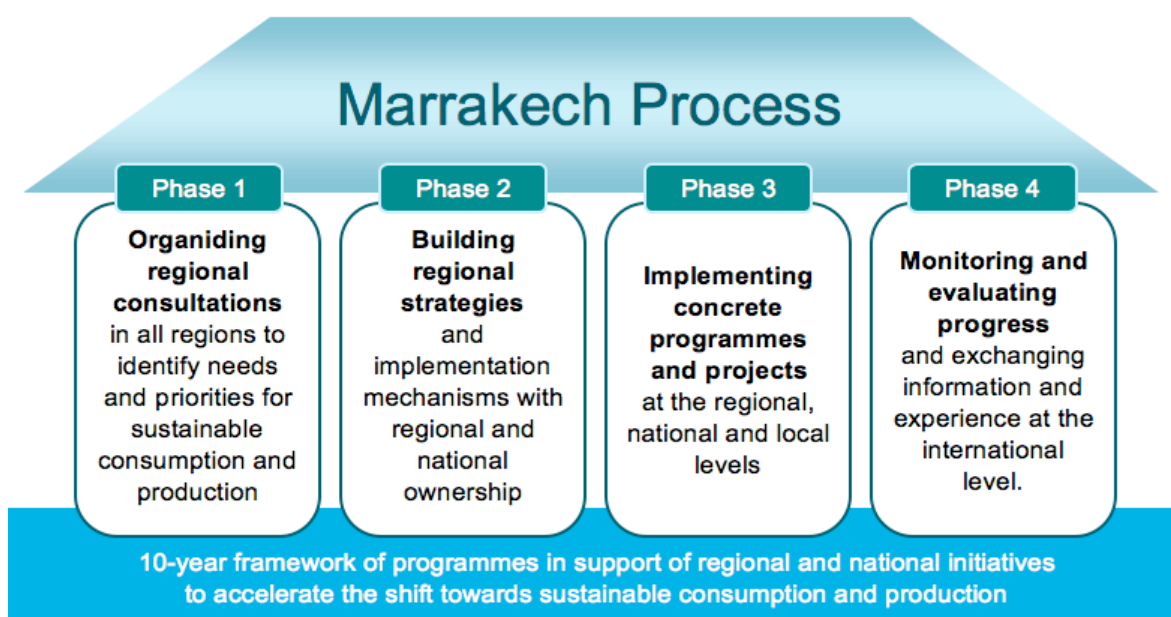 Marrakech Process
Phase 1
Organiding
regional
consultations
in all regions to
identify needs
and priorities for
sustainable
consumption and
production
Phase 2
Building
regional
strategies
and
implementation
mechanisms with
regional and
national
ownership
Phase 3
Implementing
concrete
programmes
and projects
at the regional,
national and local
levels
Phase 4
Monitoring and
evaluating
progress
and exchanging
information and
experience at the
international
level.
10-year framework of programmes in support of regional and national initiatives
to accelerate the shift towards sustainable consumption and production